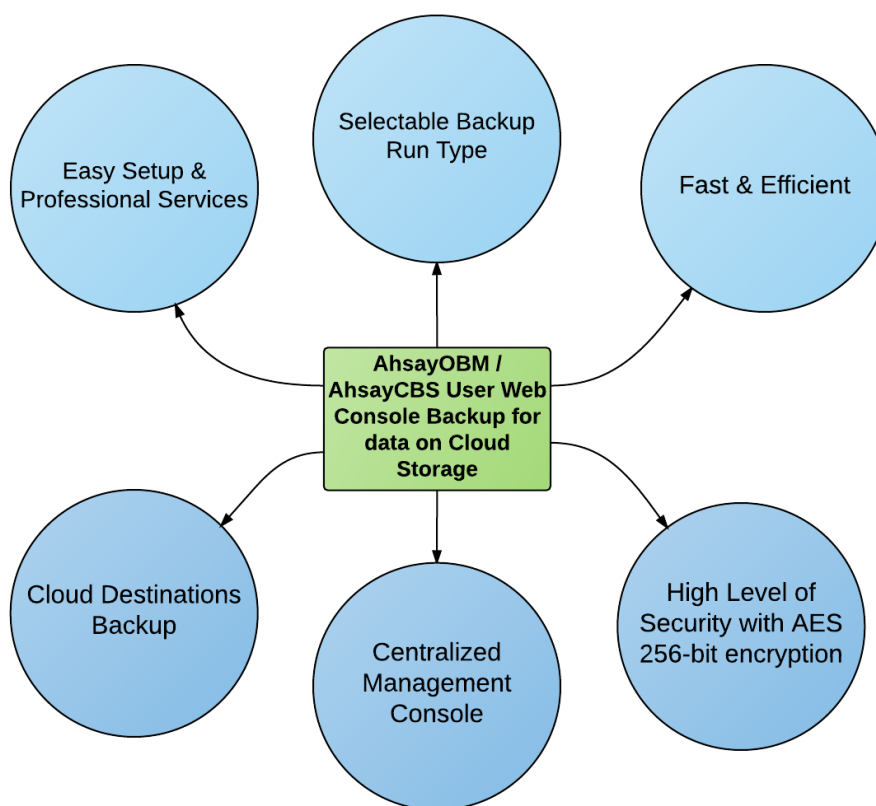 Easy Setup &
Professional Services
Selectable Backup
Run Type
Fast & Efficient
AhsayOBM /
AhsayCBS User Web
Console Backup for
data on Cloud
Storage
Cloud Destinations
Backup
Centralized
Management
Console
High Level of
Security with AES
256-bit encryption